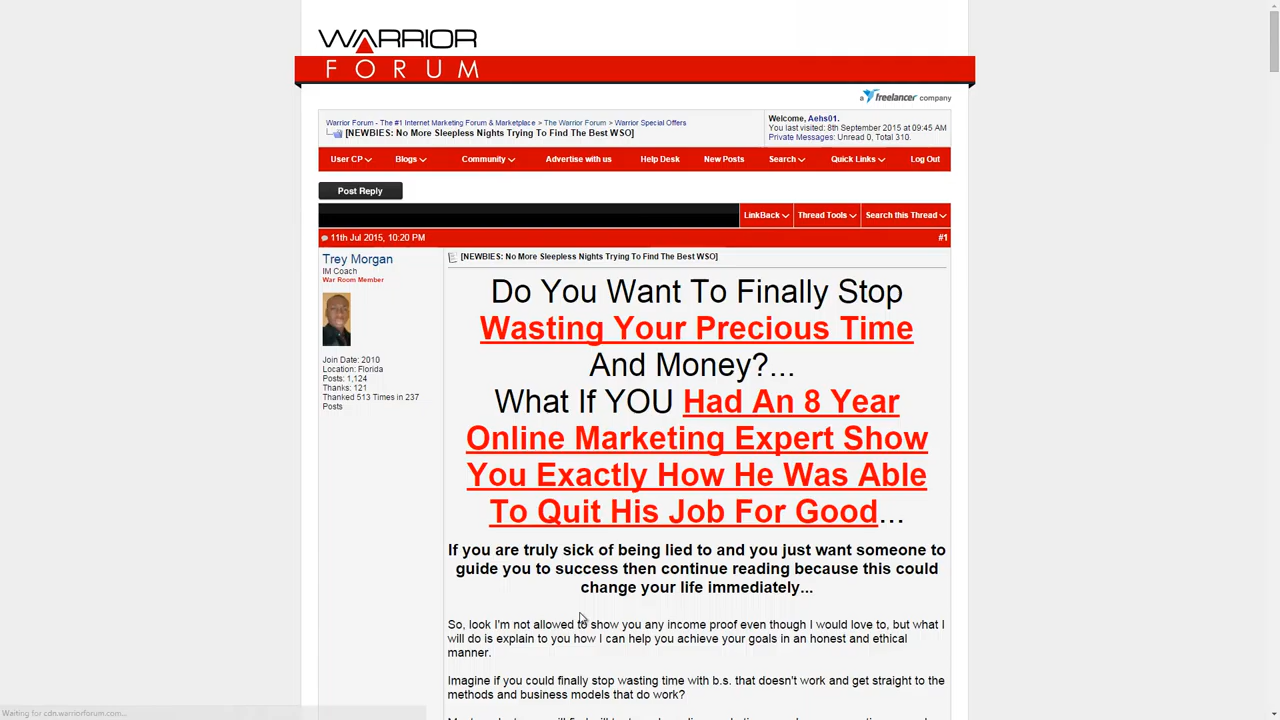 WARRIOR
FORUM
a freelancer company
Warrior Forum - The #1 Internet Marketing Forum & Marketplace > The Warrior Forum > Warrior Special Offers
[NEWBIES: No More Sleepless Nights Trying To Find The Best WSO]
Welcome, Aehs01.
You last visited: 8th September 2015 at 09:45 AM
Private Messages: Unread 0, Total 310.
User CP Blogs Community Advertise with us Help Desk New Posts Search Quick Links Log Out
Post Reply
LinkBack Thread Tools Search this Thread
11th Jul 2015, 10:20 PM #1
Trey Morgan
IM Coach
War Room Member
Join Date: 2010
Location: Florida
Posts: 1,124
Thanks: 121
Thanked 513 Times in 237
Posts
[NEWBIES: No More Sleepless Nights Trying To Find The Best WSO]
Do You Want To Finally Stop
Wasting Your Precious Time
And Money?...
What If YOU Had An 8 Year
Online Marketing Expert Show
You Exactly How He Was Able
To Quit His Job For Good...
If you are truly sick of being lied to and you just want someone to
guide you to success then continue reading because this could
change your life immediately...
So, look I'm not allowed to show you any income proof even though I would love to, but what I
will do is explain to you how I can help you achieve your goals in an honest and ethical
manner.
Imagine if you could finally stop wasting time with b.s. that doesn't work and get straight to the
methods and business models that do work?
Waiting for cdn.warriorforum.com...